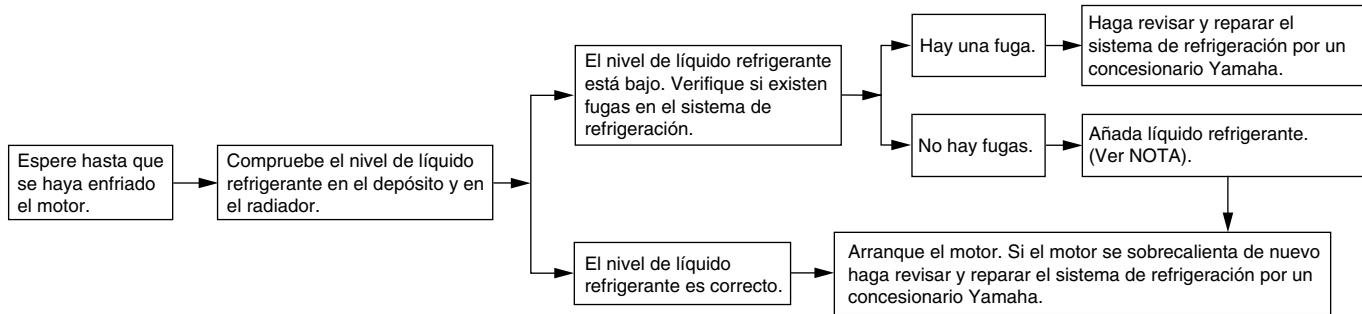 Espere hasta que
se haya enfriado
el motor.
Compruebe el nivel de líquido
refrigerante en el depósito y en
el radiador.
El nivel de líquido refrigerante
está bajo. Verifique si existen
fugas en el sistema de
refrigeración.
Hay una fuga.
Haga revisar y reparar el
sistema de refrigeración por un
concesionario Yamaha.
No hay fugas.
Añada líquido refrigerante.
(Ver NOTA).
El nivel de líquido
refrigerante es correcto.
Arranque el motor. Si el motor se sobrecalienta de nuevo
haga revisar y reparar el sistema de refrigeración por un
concesionario Yamaha.